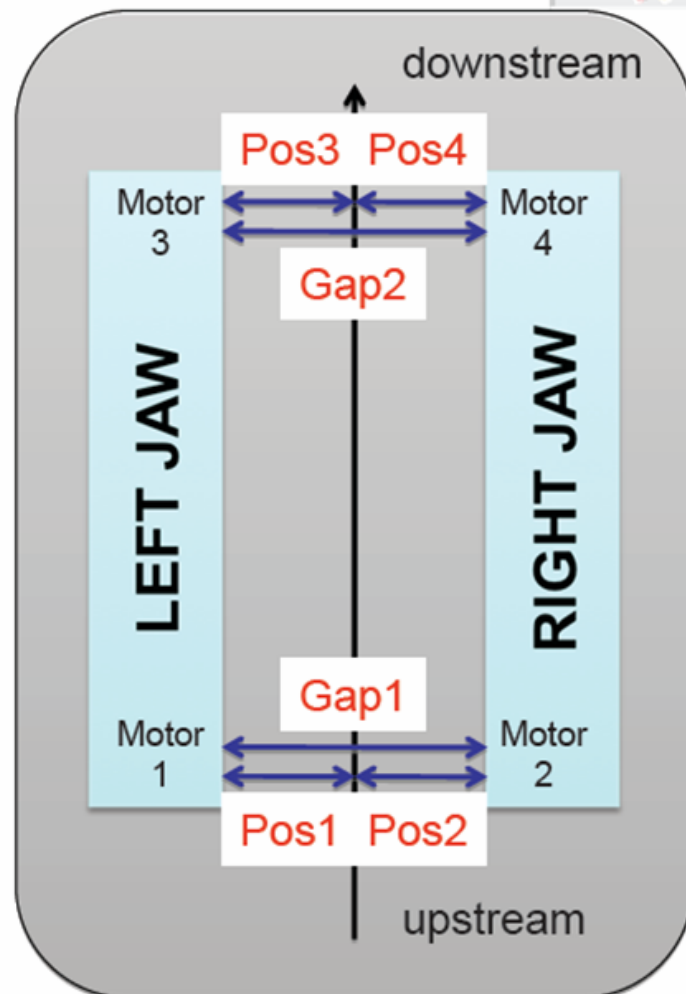 downstream
Pos3 Pos4
Motor
3
Motor
4
Gap2
LEFT JAW
RIGHT JAW
Gap1
Motor
1
Motor
2
Pos1 Pos2
upstream